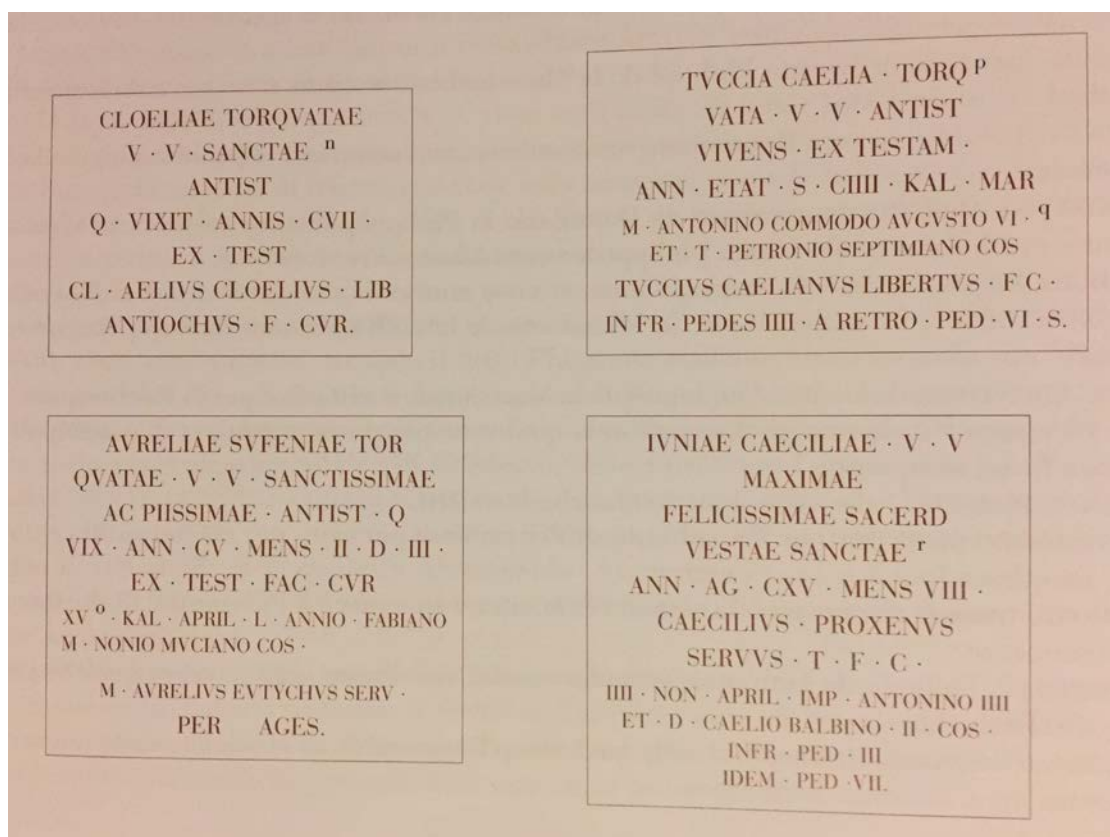 CLOELIAE TORQVATAE
V · V · SANCTAE n
ANTIST
Q · VIXIT · ANNIS · CVII
EX · TEST
CL · AELIVS CLOELIVS · LIB
ANTIOCHVS · F · CVR.
TVCCIA CAELIA · TORQ p
VATA · V · V · ANTIST
VIVENS · EX TESTAM ·
ANN · ETAT · S · CIIII · KAL · MAR
M · ANTONINO COMMODO AVGVSTO VI · q
ET · T · PETRONIO SEPTIMIANO COS
TVCCIVS CAELIANVS LIBERTVS · F C ·
IN FR · PEDES IIII · A RETRO · PED · VI · S.
AVRELIAE SVFENIAE TOR
QVATAE · V · V · SANCTISSIMAE
AC PIISSIMAE · ANTIST · Q
VIX · ANN · CV · MENS · II · D · III ·
EX · TEST · FAC · CVR
XV o · KAL · APRIL · L · ANNIO · FABIANO
M · NONIO MVCIANO COS ·
M · AVRELIVS EVTYCHVS SERV ·
PER AGES.
IVNIAE CAECILIAE · V · V
MAXIMAE
FELICISSIMAE SACERD
VESTAE SANCTAE r
ANN · AG · CXV · MENS VIII ·
CAECILIVS · PROXENVS
SERVVS · T · F · C ·
IIII · NON · APRIL · IMP · ANTONINO IIII
ET · D · CAELIO BALBINO · II · COS ·
INFR · PED · III
IDEM · PED · VII.